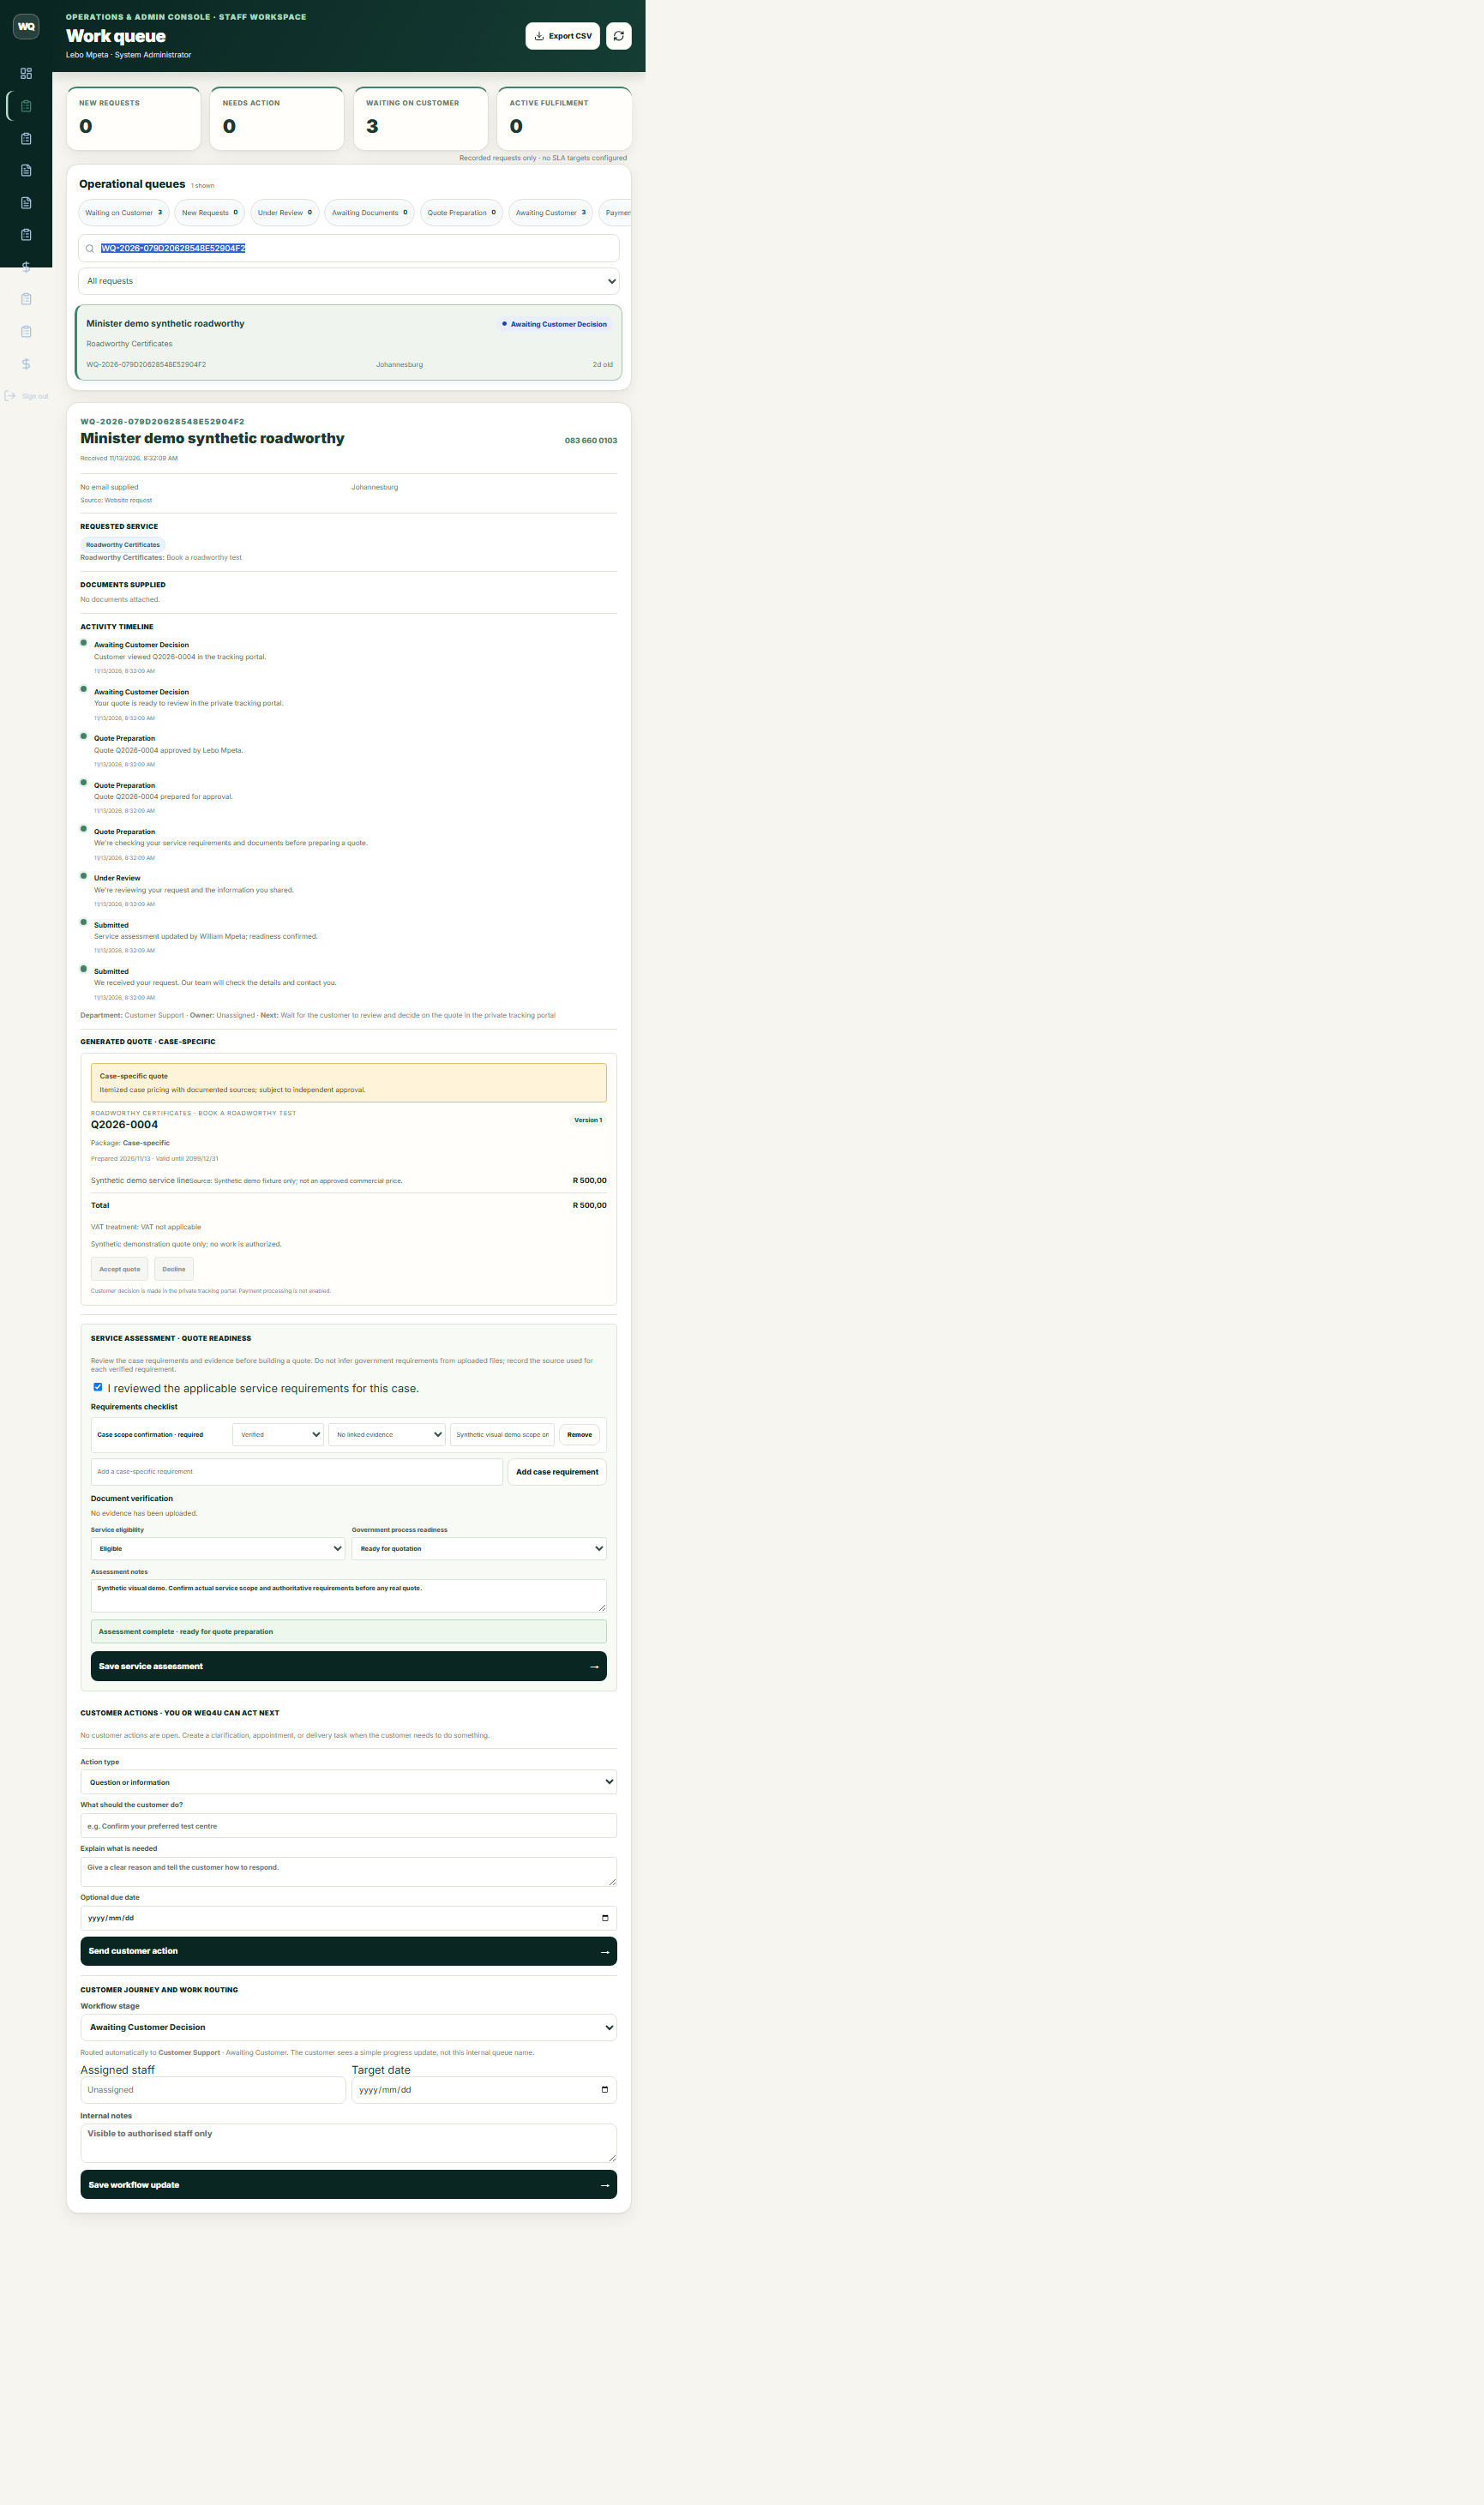 WQ
OPERATIONS & ADMIN CONSOLE · STAFF WORKSPACE
Work queue
Lebo Mpeta · System Administrator
Export CSV
NEW REQUESTS
0
NEEDS ACTION
0
WAITING ON CUSTOMER
3
ACTIVE FULFILMENT
0
Recorded requests only · no SLA targets configured
Operational queues 1 shown
Waiting on Customer 3
New Requests 0
Under Review 0
Awaiting Documents 0
Quote Preparation 0
Awaiting Customer 3
Paymen
WQ-2026-079D20628548E52904F2
All requests
Minister demo synthetic roadworthy
Awaiting Customer Decision
Roadworthy Certificates
WQ-2026-079D20628548E52904F2
Johannesburg
2d old
Sign out
WQ-2026-079D20628548E52904F2
Minister demo synthetic roadworthy
083 660 0103
Received 11/13/2026, 8:32:09 AM
No email supplied
Johannesburg
Source: Website request
REQUESTED SERVICE
Roadworthy Certificates
Roadworthy Certificates: Book a roadworthy test
DOCUMENTS SUPPLIED
No documents attached.
ACTIVITY TIMELINE
Awaiting Customer Decision
Customer viewed Q2026-0004 in the tracking portal.
11/13/2026, 8:32:09 AM
Awaiting Customer Decision
Your quote is ready to review in the private tracking portal.
11/13/2026, 8:32:09 AM
Quote Preparation
Quote Q2026-0004 approved by Lebo Mpeta.
11/13/2026, 8:32:09 AM
Quote Preparation
Quote Q2026-0004 prepared for approval.
11/13/2026, 8:32:09 AM
Quote Preparation
We're checking your service requirements and documents before preparing a quote.
11/13/2026, 8:32:09 AM
Under Review
We're reviewing your request and the information you shared.
11/13/2026, 8:32:09 AM
Submitted
Service assessment updated by William Mpeta; readiness confirmed.
11/13/2026, 8:32:09 AM
Submitted
We received your request. Our team will check the details and contact you.
11/13/2026, 8:32:09 AM
Department: Customer Support · Owner: Unassigned · Next: Wait for the customer to review and decide on the quote in the private tracking portal
GENERATED QUOTE · CASE-SPECIFIC
Case-specific quote
Itemized case pricing with documented sources; subject to independent approval.
ROADWORTHY CERTIFICATES · BOOK A ROADWORTHY TEST
Q2026-0004
Version 1
Package: Case-specific
Prepared 2026/11/13 · Valid until 2099/12/31
Synthetic demo service lineSource: Synthetic demo fixture only; not an approved commercial price.
R 500,00
Total
R 500,00
VAT treatment: VAT not applicable
Synthetic demonstration quote only; no work is authorized.
Accept quote
Decline
Customer decision is made in the private tracking portal. Payment processing is not enabled.
SERVICE ASSESSMENT · QUOTE READINESS
Review the case requirements and evidence before building a quote. Do not infer government requirements from uploaded files; record the source used for
each verified requirement.
I reviewed the applicable service requirements for this case.
Requirements checklist
Case scope confirmation · required
Verified
No linked evidence
Synthetic visual demo scope on
Remove
Add a case-specific requirement
Add case requirement
Document verification
No evidence has been uploaded.
Service eligibility
Government process readiness
Eligible
Ready for quotation
Assessment notes
Synthetic visual demo. Confirm actual service scope and authoritative requirements before any real quote.
Assessment complete · ready for quote preparation
Save service assessment →
CUSTOMER ACTIONS · YOU OR WEQ4U CAN ACT NEXT
No customer actions are open. Create a clarification, appointment, or delivery task when the customer needs to do something.
Action type
Question or information
What should the customer do?
e.g. Confirm your preferred test centre
Explain what is needed
Give a clear reason and tell the customer how to respond.
Optional due date
yyyy/mm/dd
Send customer action →
CUSTOMER JOURNEY AND WORK ROUTING
Workflow stage
Awaiting Customer Decision
Routed automatically to Customer Support · Awaiting Customer. The customer sees a simple progress update, not this internal queue name.
Assigned staff
Target date
Unassigned
yyyy/mm/dd
Internal notes
Visible to authorised staff only
Save workflow update →